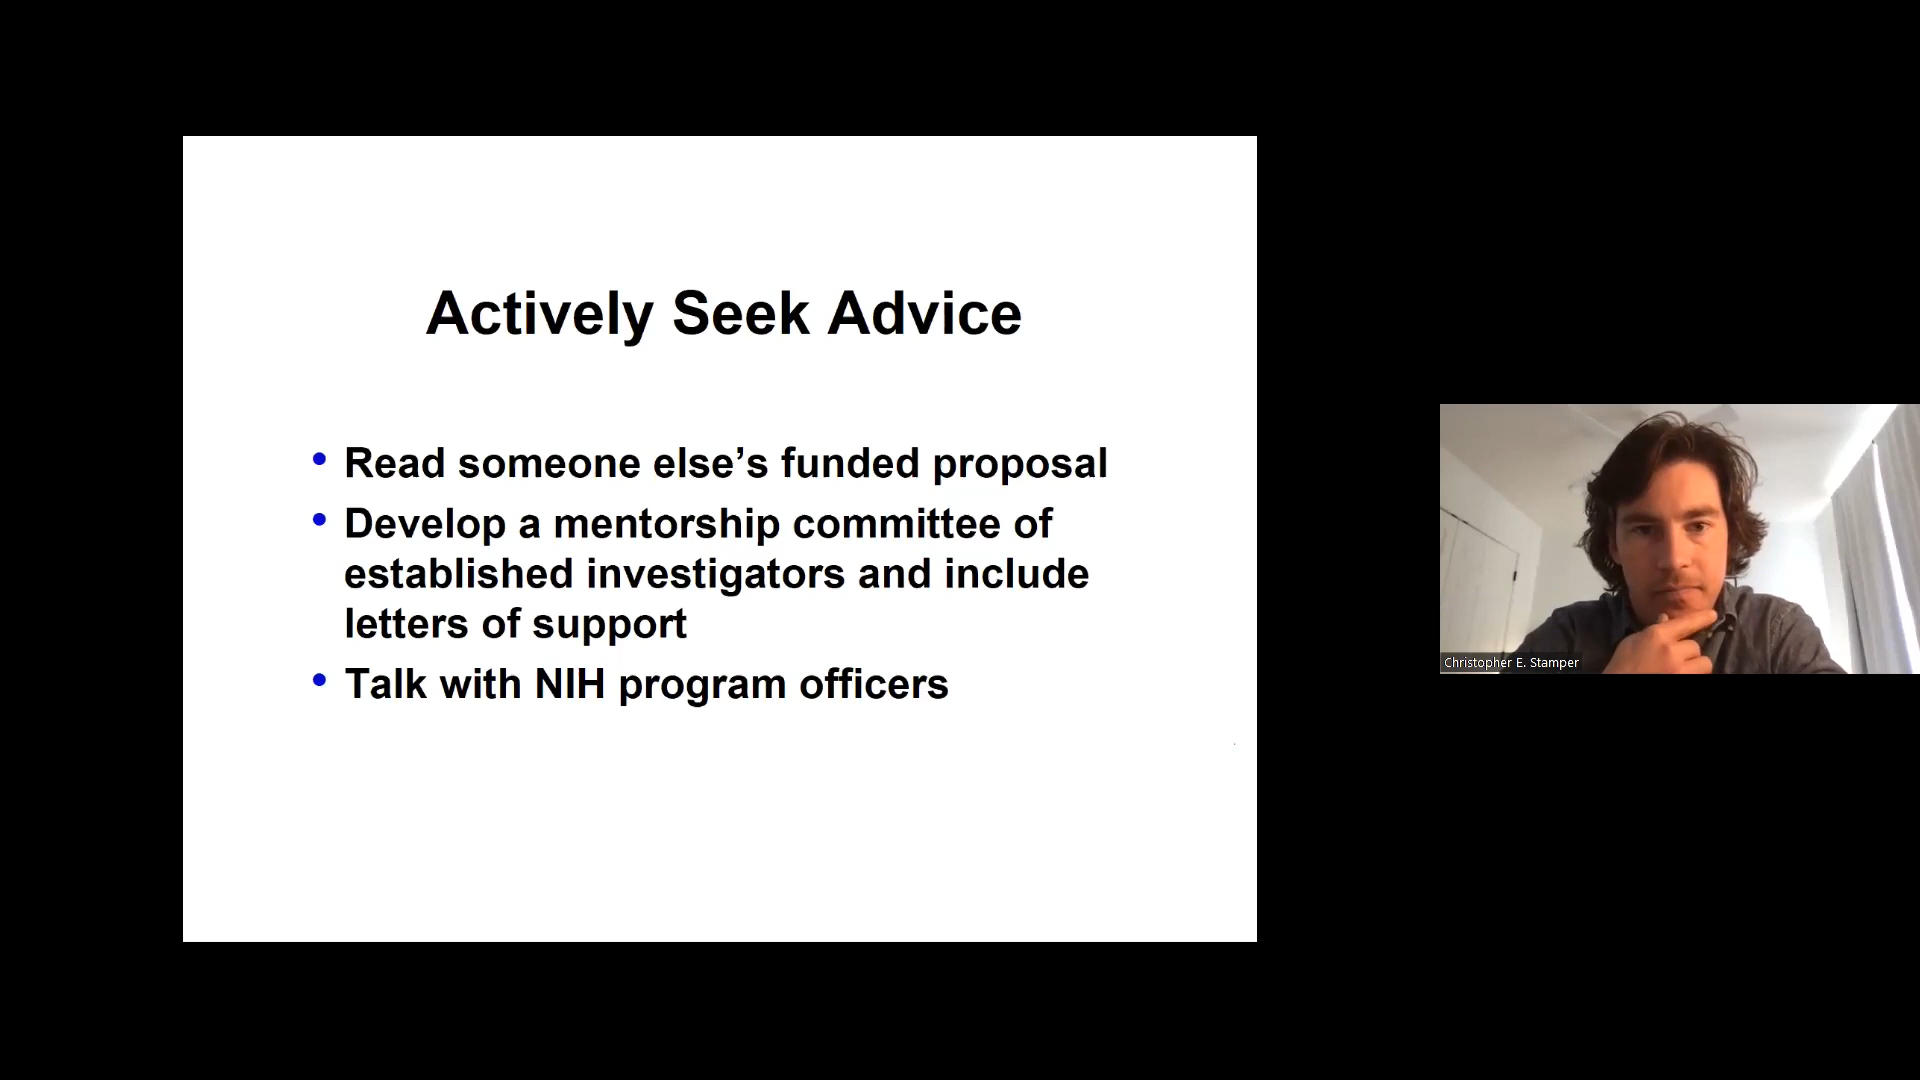 Actively Seek Advice
• Read someone else’s funded proposal
• Develop a mentorship committee of
established investigators and include
letters of support
• Talk with NIH program officers
Christopher E. Stamper